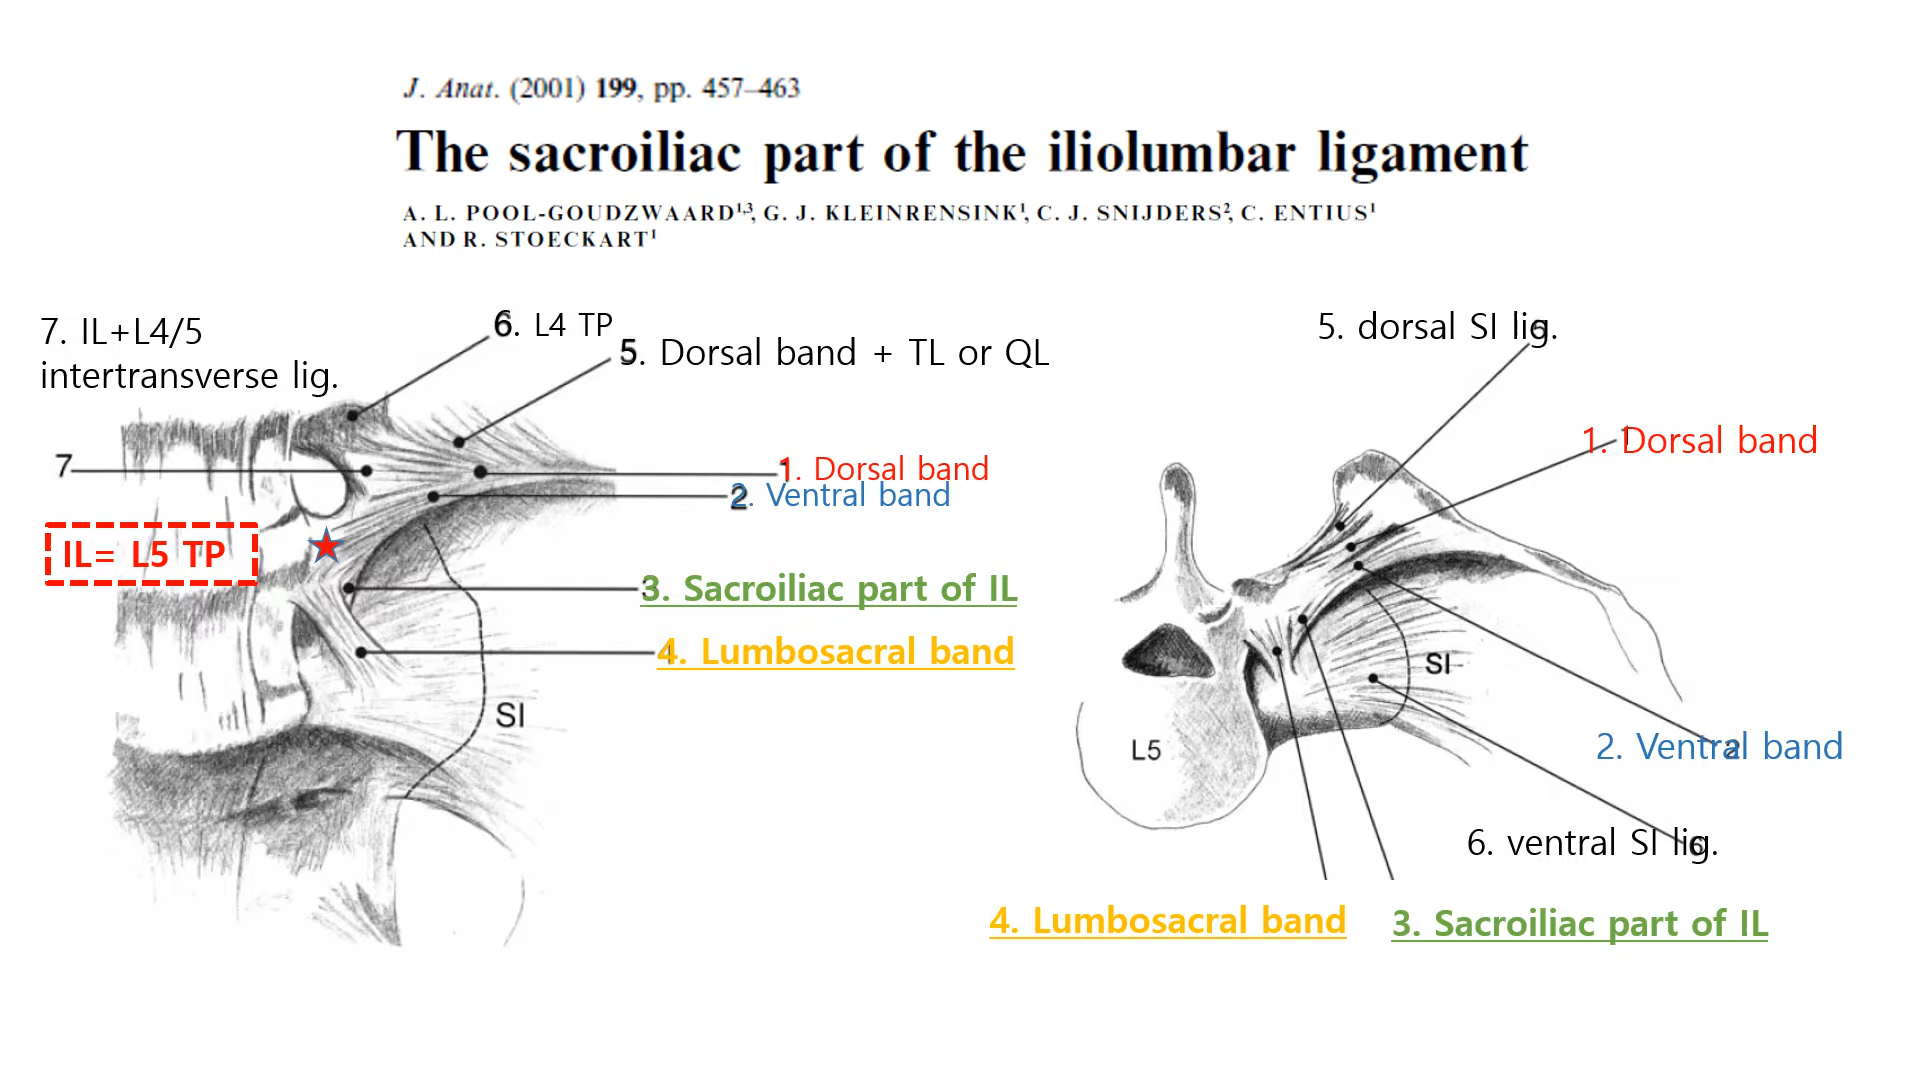 J. Anat. (2001) 199, pp. 457–463
The sacroiliac part of the iliolumbar ligament
A. L. POOL-GOUDZWAARD1,3, G. J. KLEINRENSINK1, C. J. SNIJDERS2, C. ENTIUS1
AND R. STOECKART1
7. IL+L4/5
intertransverse lig.
6. L4 TP
5. Dorsal band + TL or QL
7
1. Dorsal band
2. Ventral band
IL= L5 TP
3. Sacroiliac part of IL
4. Lumbosacral band
SI
5. dorsal SI lig.
1. Dorsal band
SI
L5
2. Ventral band
6. ventral SI lig.
4. Lumbosacral band
3. Sacroiliac part of IL